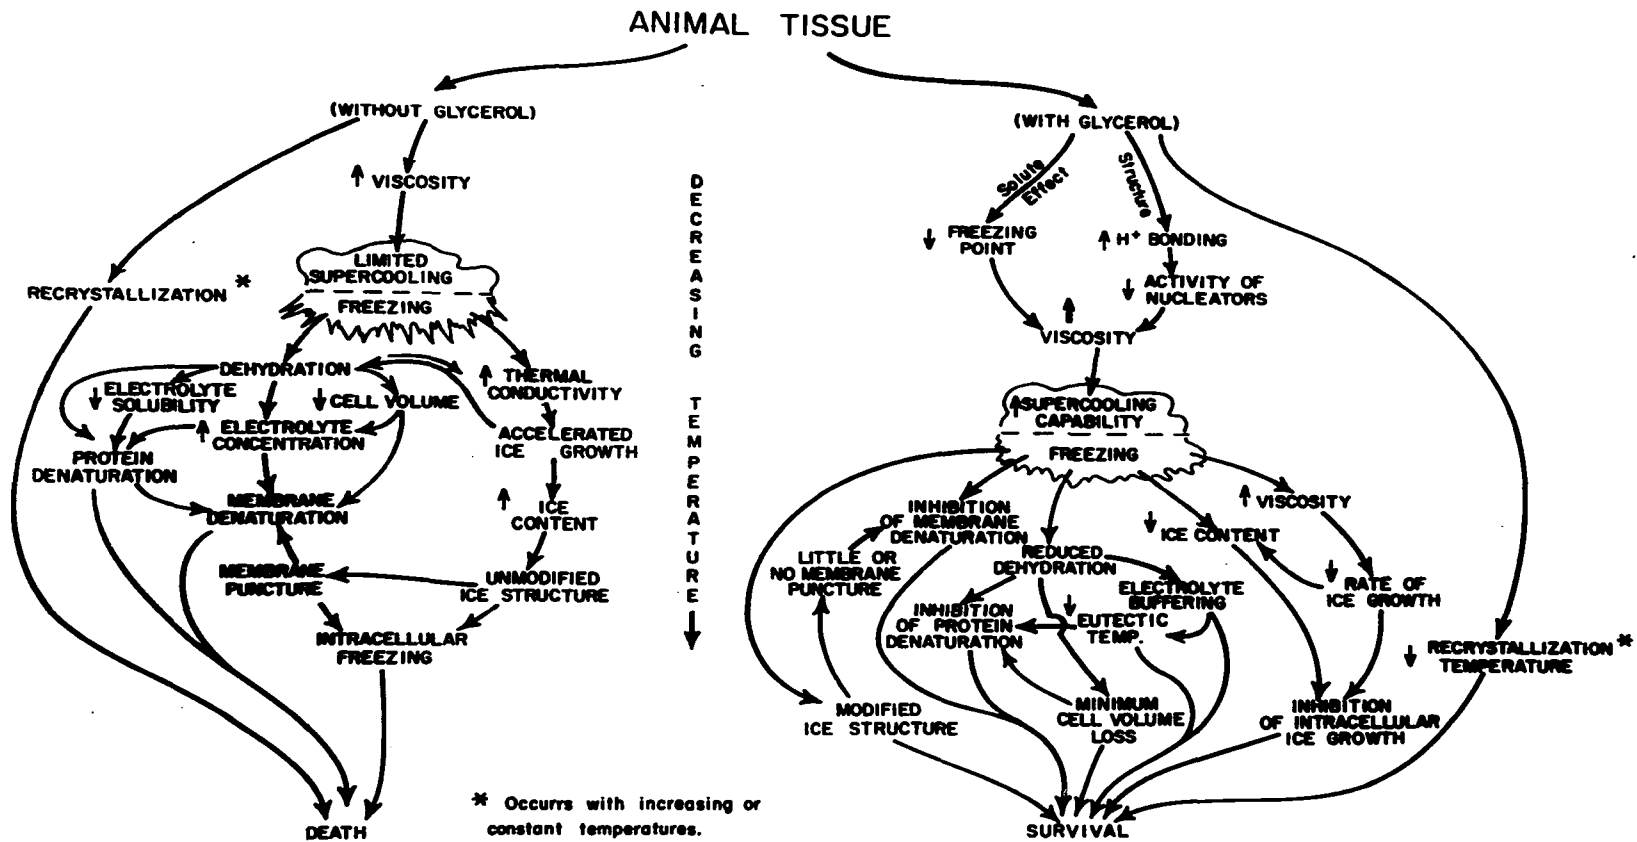 ANIMAL TISSUE
(WITHOUT GLYCEROL)
↑ VISCOSITY
LIMITED
SUPERCOOLING
FREEZING
RECRYSTALLIZATION *
DEHYDRATION
↓ ELECTROLYTE
SOLUBILITY
↓ CELL VOLUME
↑ THERMAL
CONDUCTIVITY
↑ ELECTROLYTE
CONCENTRATION
ACCELERATED
ICE GROWTH
PROTEIN
DENATURATION
MEMBRANE
DENATURATION
↑ ICE
CONTENT
MEMBRANE
PUNCTURE
UNMODIFIED
ICE STRUCTURE
INTRACELLULAR
FREEZING
DEATH
DECREASING TEMPERATURE
(WITH GLYCEROL)
Solute
Effect
Structure
↓ FREEZING
POINT
↑ H+ BONDING
↓ ACTIVITY OF
NUCLEATORS
↑
VISCOSITY
↑SUPERCOOLING
CAPABILITY
FREEZING
INHIBITION
OF MEMBRANE
DENATURATION
↑ VISCOSITY
↓ ICE CONTENT
LITTLE OR
NO MEMBRANE
PUNCTURE
REDUCED
DEHYDRATION
ELECTROLYTE
BUFFERING
↓ RATE OF
ICE GROWTH
INHIBITION
OF PROTEIN
DENATURATION
↓ EUTECTIC
TEMP.
↓ RECRYSTALLIZATION *
TEMPERATURE
MODIFIED
ICE STRUCTURE
MINIMUM
CELL VOLUME
LOSS
INHIBITION
OF INTRACELLULAR
ICE GROWTH
SURVIVAL
* Occurrs with increasing or
constant temperatures.